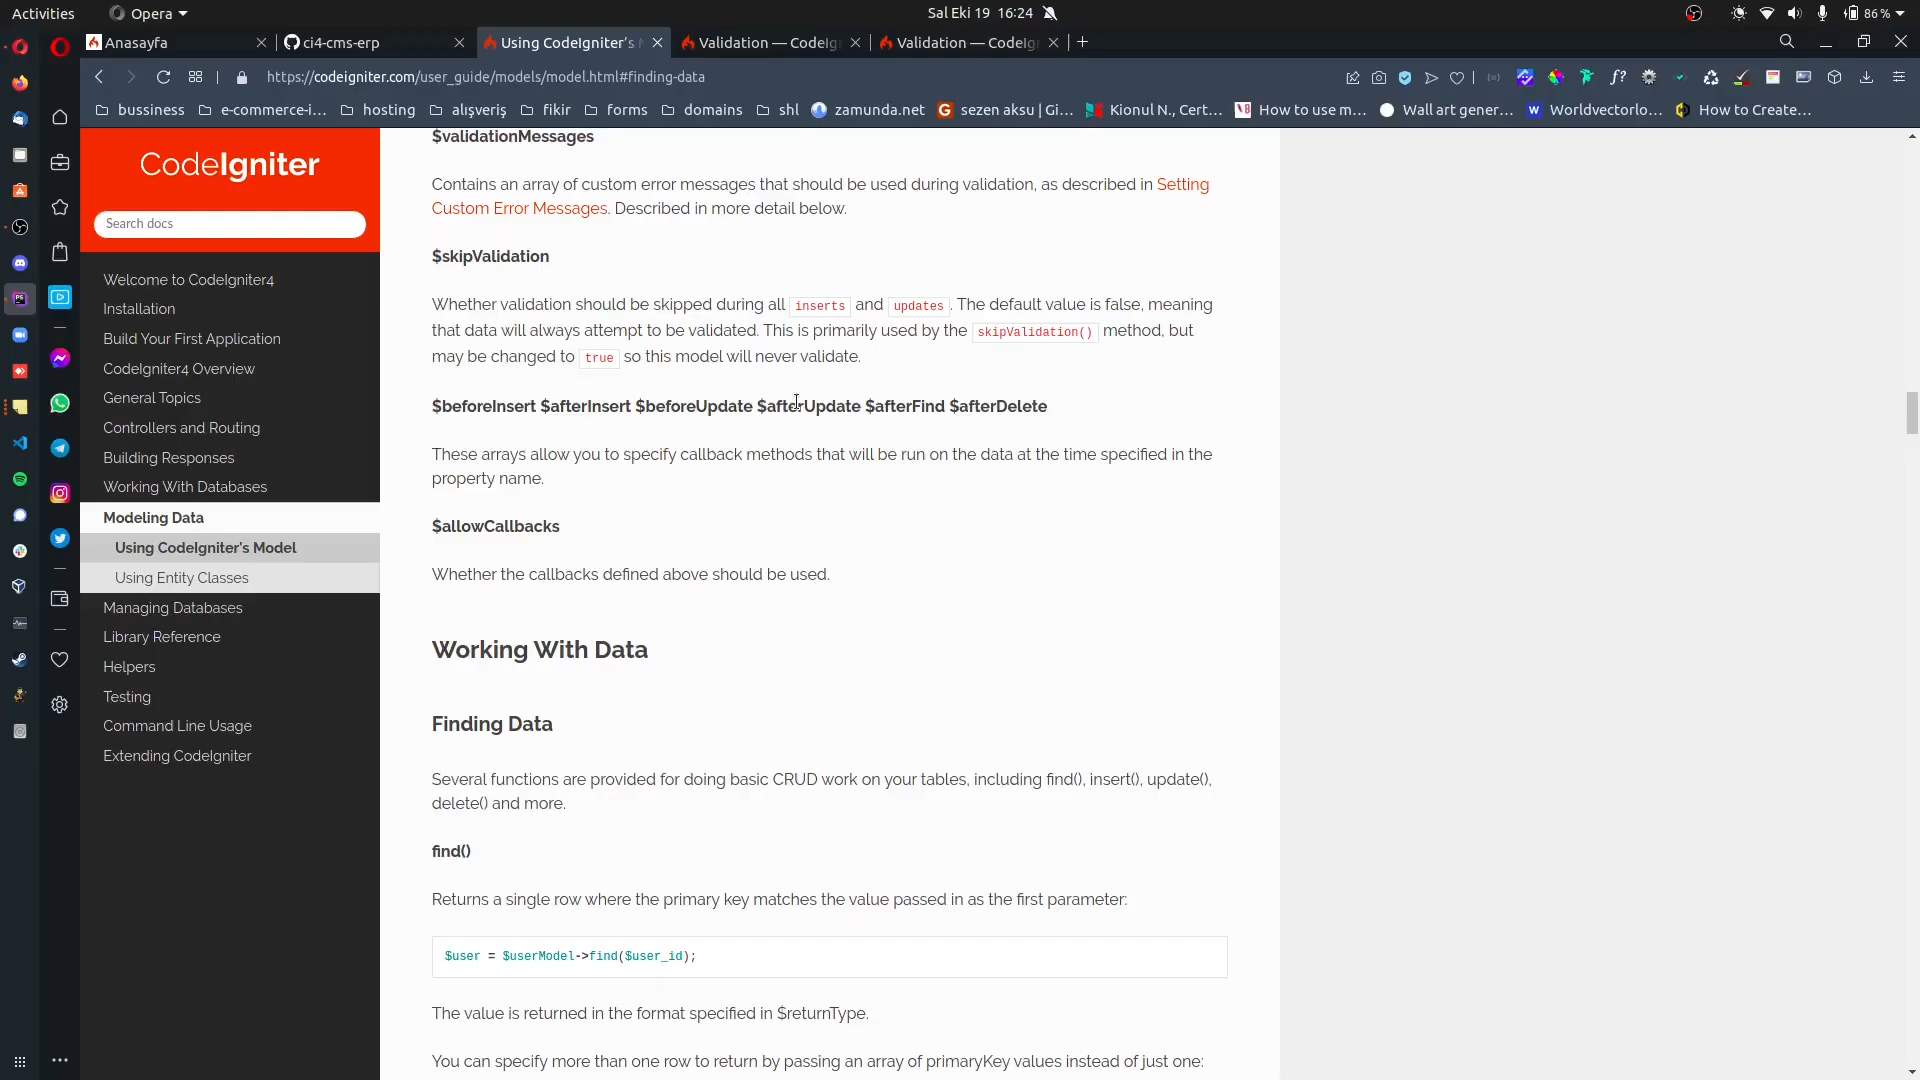 Activities
Opera
Sal Eki 19 16:24
86 %
Anasayfa
ci4-cms-erp
Using CodeIgniter's
Validation — CodeIg
Validation — CodeIg
https://codeigniter.com/user_guide/models/model.html#finding-data
bussiness
e-commerce-i...
hosting
alışveriş
fikir
forms
domains
shl
zamunda.net
sezen aksu | Gi...
Kionul N., Cert...
How to use m...
Wall art gener...
Worldvectorlo...
How to Create...
CodeIgniter
Search docs
Welcome to CodeIgniter4
Installation
Build Your First Application
CodeIgniter4 Overview
General Topics
Controllers and Routing
Building Responses
Working With Databases
Modeling Data
Using CodeIgniter's Model
Using Entity Classes
Managing Databases
Library Reference
Helpers
Testing
Command Line Usage
Extending CodeIgniter
$validationMessages
Contains an array of custom error messages that should be used during validation, as described in Setting
Custom Error Messages. Described in more detail below.
$skipValidation
Whether validation should be skipped during all inserts and updates. The default value is false, meaning
that data will always attempt to be validated. This is primarily used by the skipValidation() method, but
may be changed to true so this model will never validate.
$beforeInsert $afterInsert $beforeUpdate $afterUpdate $afterFind $afterDelete
These arrays allow you to specify callback methods that will be run on the data at the time specified in the
property name.
$allowCallbacks
Whether the callbacks defined above should be used.
Working With Data
Finding Data
Several functions are provided for doing basic CRUD work on your tables, including find(), insert(), update(),
delete() and more.
find()
Returns a single row where the primary key matches the value passed in as the first parameter:
$user = $userModel->find($user_id);
The value is returned in the format specified in $returnType.
You can specify more than one row to return by passing an array of primaryKey values instead of just one: